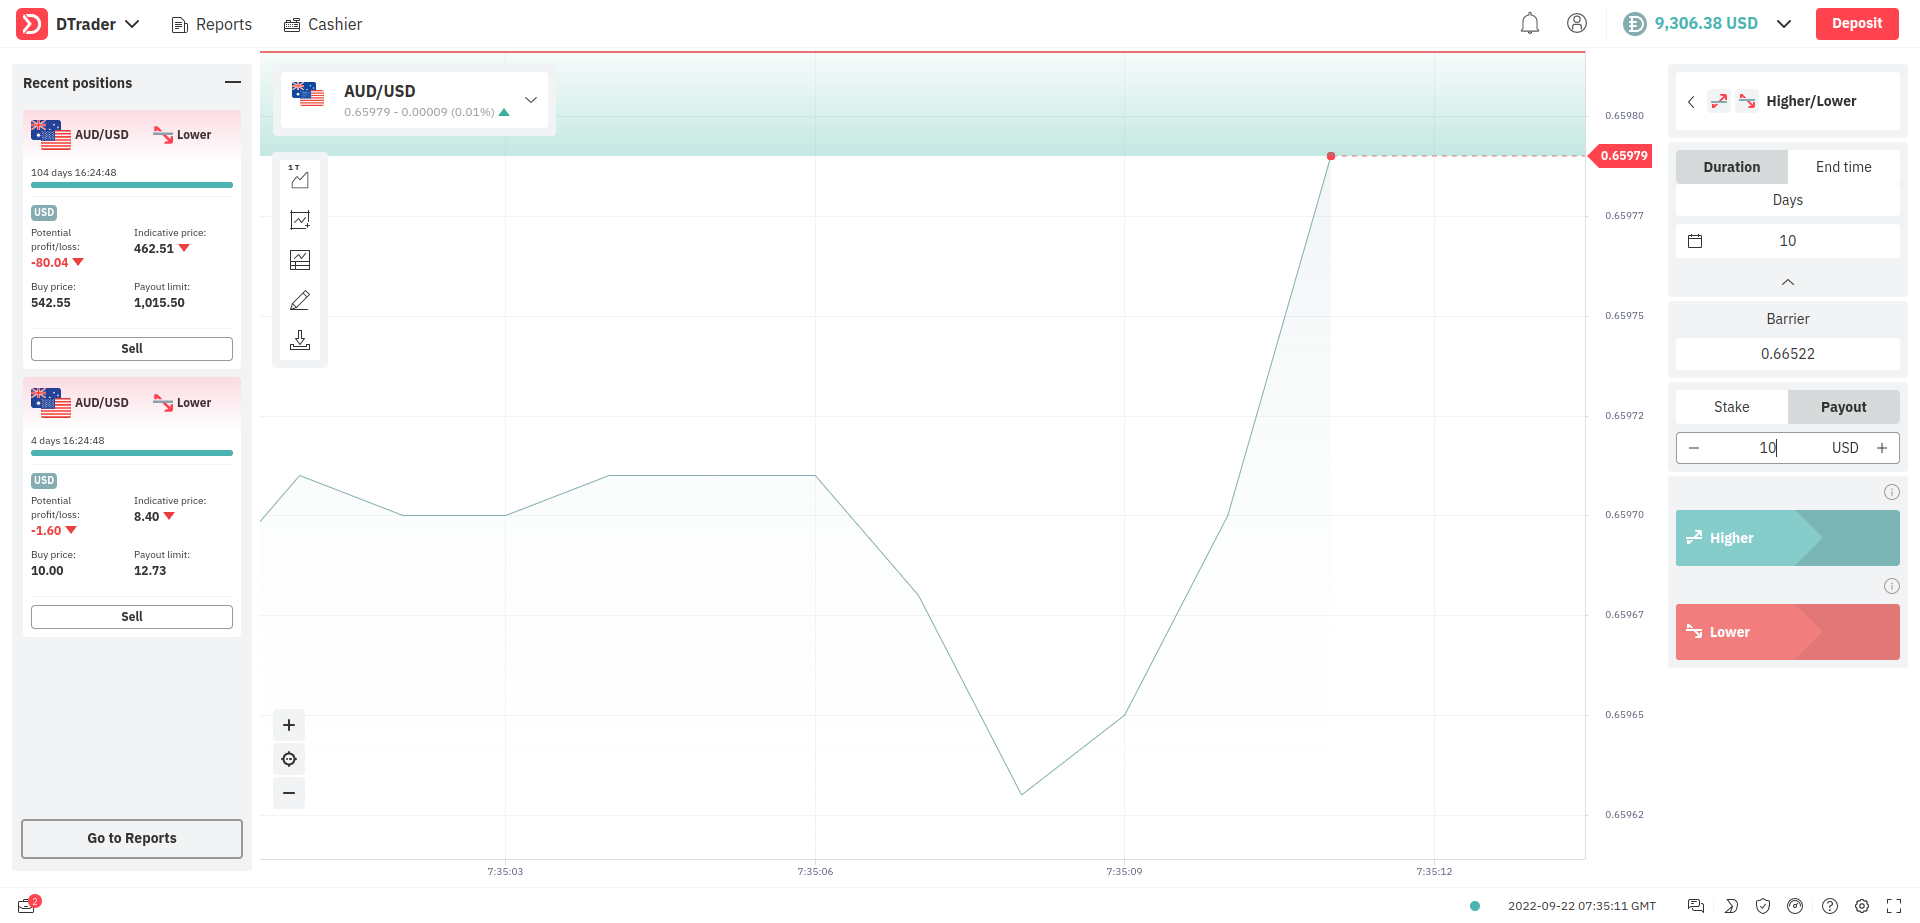 DTrader
Reports
Cashier
9,306.38 USD
Deposit
Recent positions
AUD/USD
Lower
104 days 16:24:48
USD
Potential
profit/loss:
-80.04
Indicative price:
462.51
Buy price:
542.55
Payout limit:
1,015.50
Sell
AUD/USD
Lower
4 days 16:24:48
USD
Potential
profit/loss:
-1.60
Indicative price:
8.40
Buy price:
10.00
Payout limit:
12.73
Sell
Go to Reports
2
AUD/USD
0.65979 - 0.00009 (0.01%)
1 T
0.65980
0.65979
0.65977
0.65975
0.65972
0.65970
0.65967
0.65965
0.65962
7:35:03
7:35:06
7:35:09
7:35:12
Higher/Lower
Duration
End time
Days
10
Barrier
0.66522
Stake
Payout
10
USD
Higher
Lower
2022-09-22 07:35:11 GMT